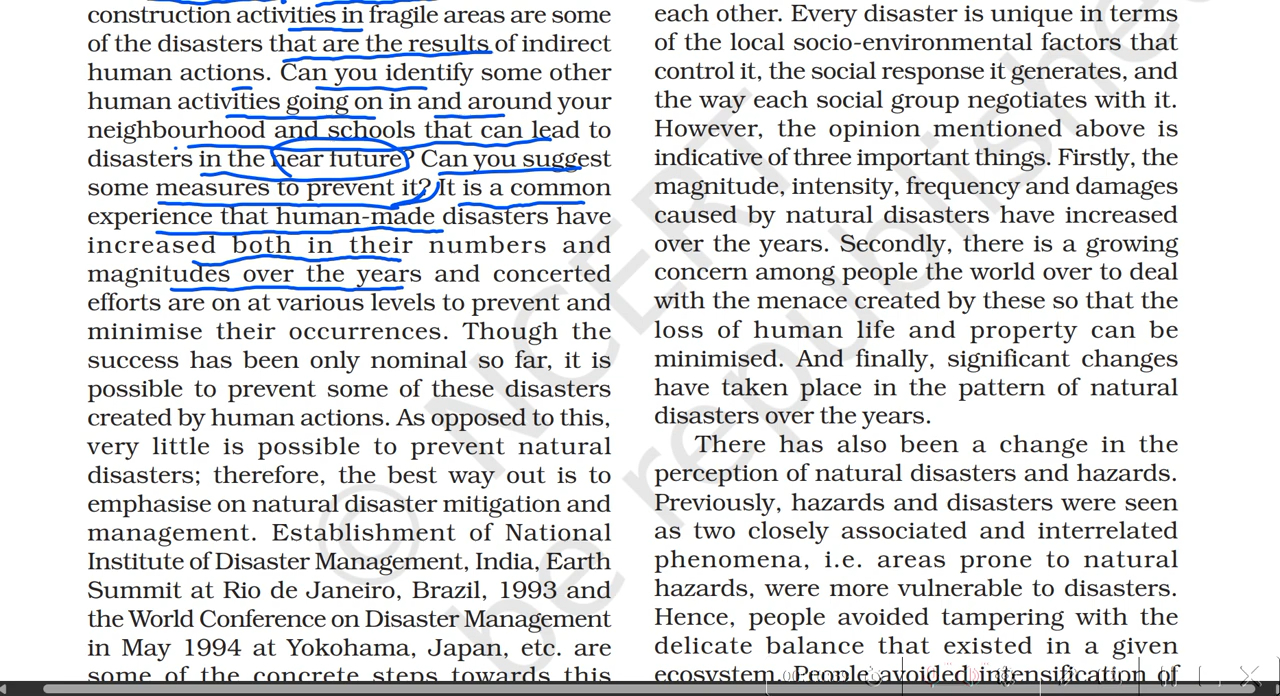 construction activities in fragile areas are some
of the disasters that are the results of indirect
human actions. Can you identify some other
human activities going on in and around your
neighbourhood and schools that can lead to
disasters in the near future? Can you suggest
some measures to prevent it? It is a common
experience that human-made disasters have
increased both in their numbers and
magnitudes over the years and concerted
efforts are on at various levels to prevent and
minimise their occurrences. Though the
success has been only nominal so far, it is
possible to prevent some of these disasters
created by human actions. As opposed to this,
very little is possible to prevent natural
disasters; therefore, the best way out is to
emphasise on natural disaster mitigation and
management. Establishment of National
Institute of Disaster Management, India, Earth
Summit at Rio de Janeiro, Brazil, 1993 and
the World Conference on Disaster Management
in May 1994 at Yokohama, Japan, etc. are
some of the concrete steps towards this
each other. Every disaster is unique in terms
of the local socio-environmental factors that
control it, the social response it generates, and
the way each social group negotiates with it.
However, the opinion mentioned above is
indicative of three important things. Firstly, the
magnitude, intensity, frequency and damages
caused by natural disasters have increased
over the years. Secondly, there is a growing
concern among people the world over to deal
with the menace created by these so that the
loss of human life and property can be
minimised. And finally, significant changes
have taken place in the pattern of natural
disasters over the years.
There has also been a change in the
perception of natural disasters and hazards.
Previously, hazards and disasters were seen
as two closely associated and interrelated
phenomena, i.e. areas prone to natural
hazards, were more vulnerable to disasters.
Hence, people avoided tampering with the
delicate balance that existed in a given
ecosystem. People avoided intensification of
© NCERT
be republished